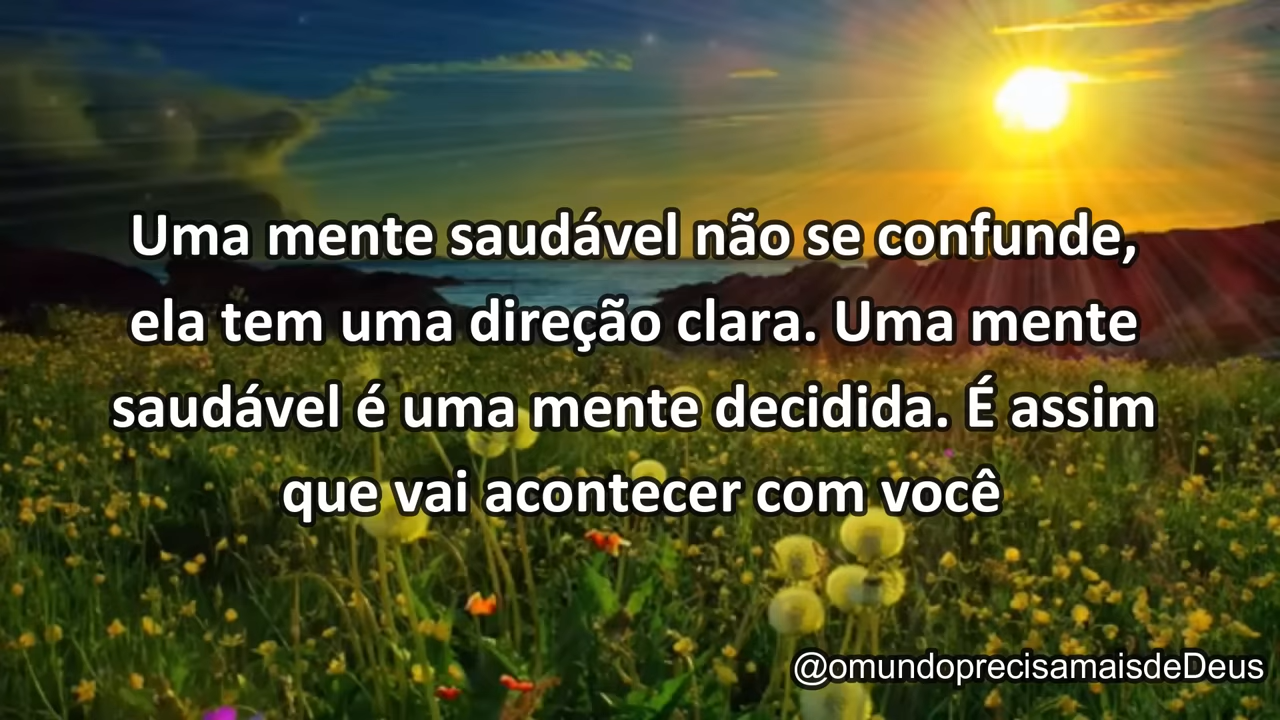 Uma mente saudável não se confunde,
ela tem uma direção clara. Uma mente
saudável é uma mente decidida. É assim
que vai acontecer com você
@omundoprecisamaisdeDeus